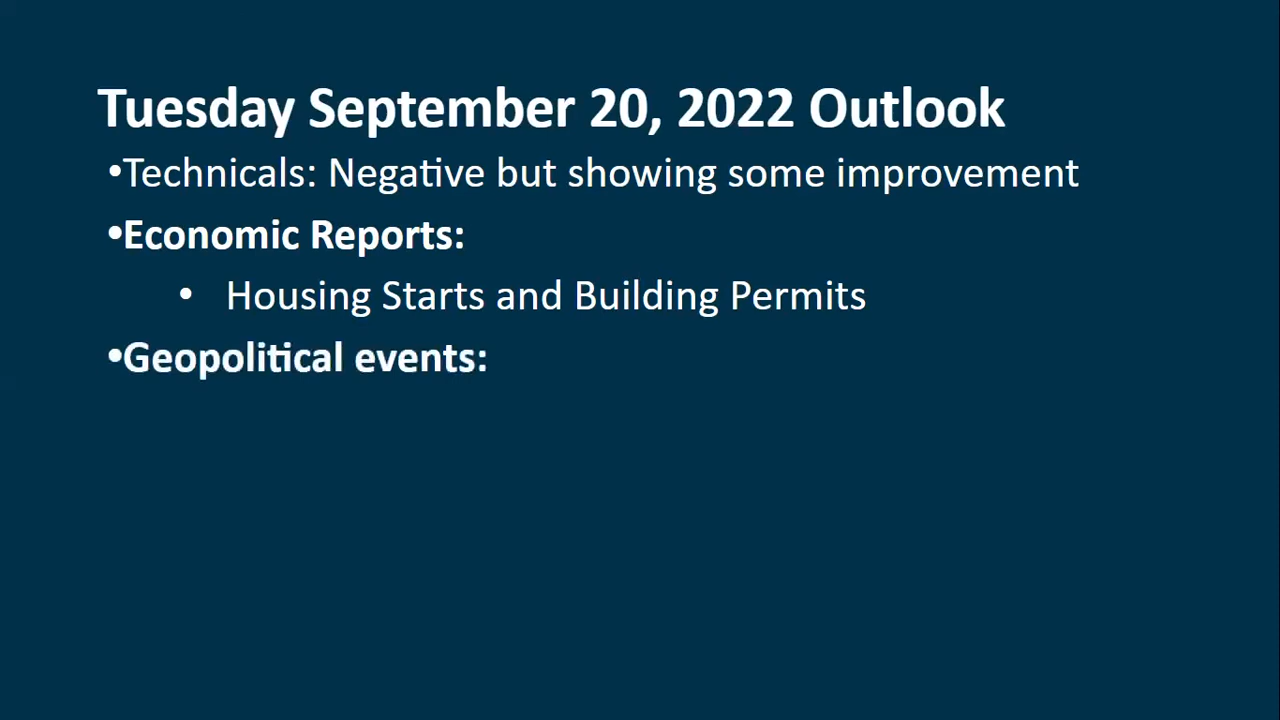 Tuesday September 20, 2022 Outlook
•Technicals: Negative but showing some improvement
•Economic Reports:
• Housing Starts and Building Permits
•Geopolitical events: